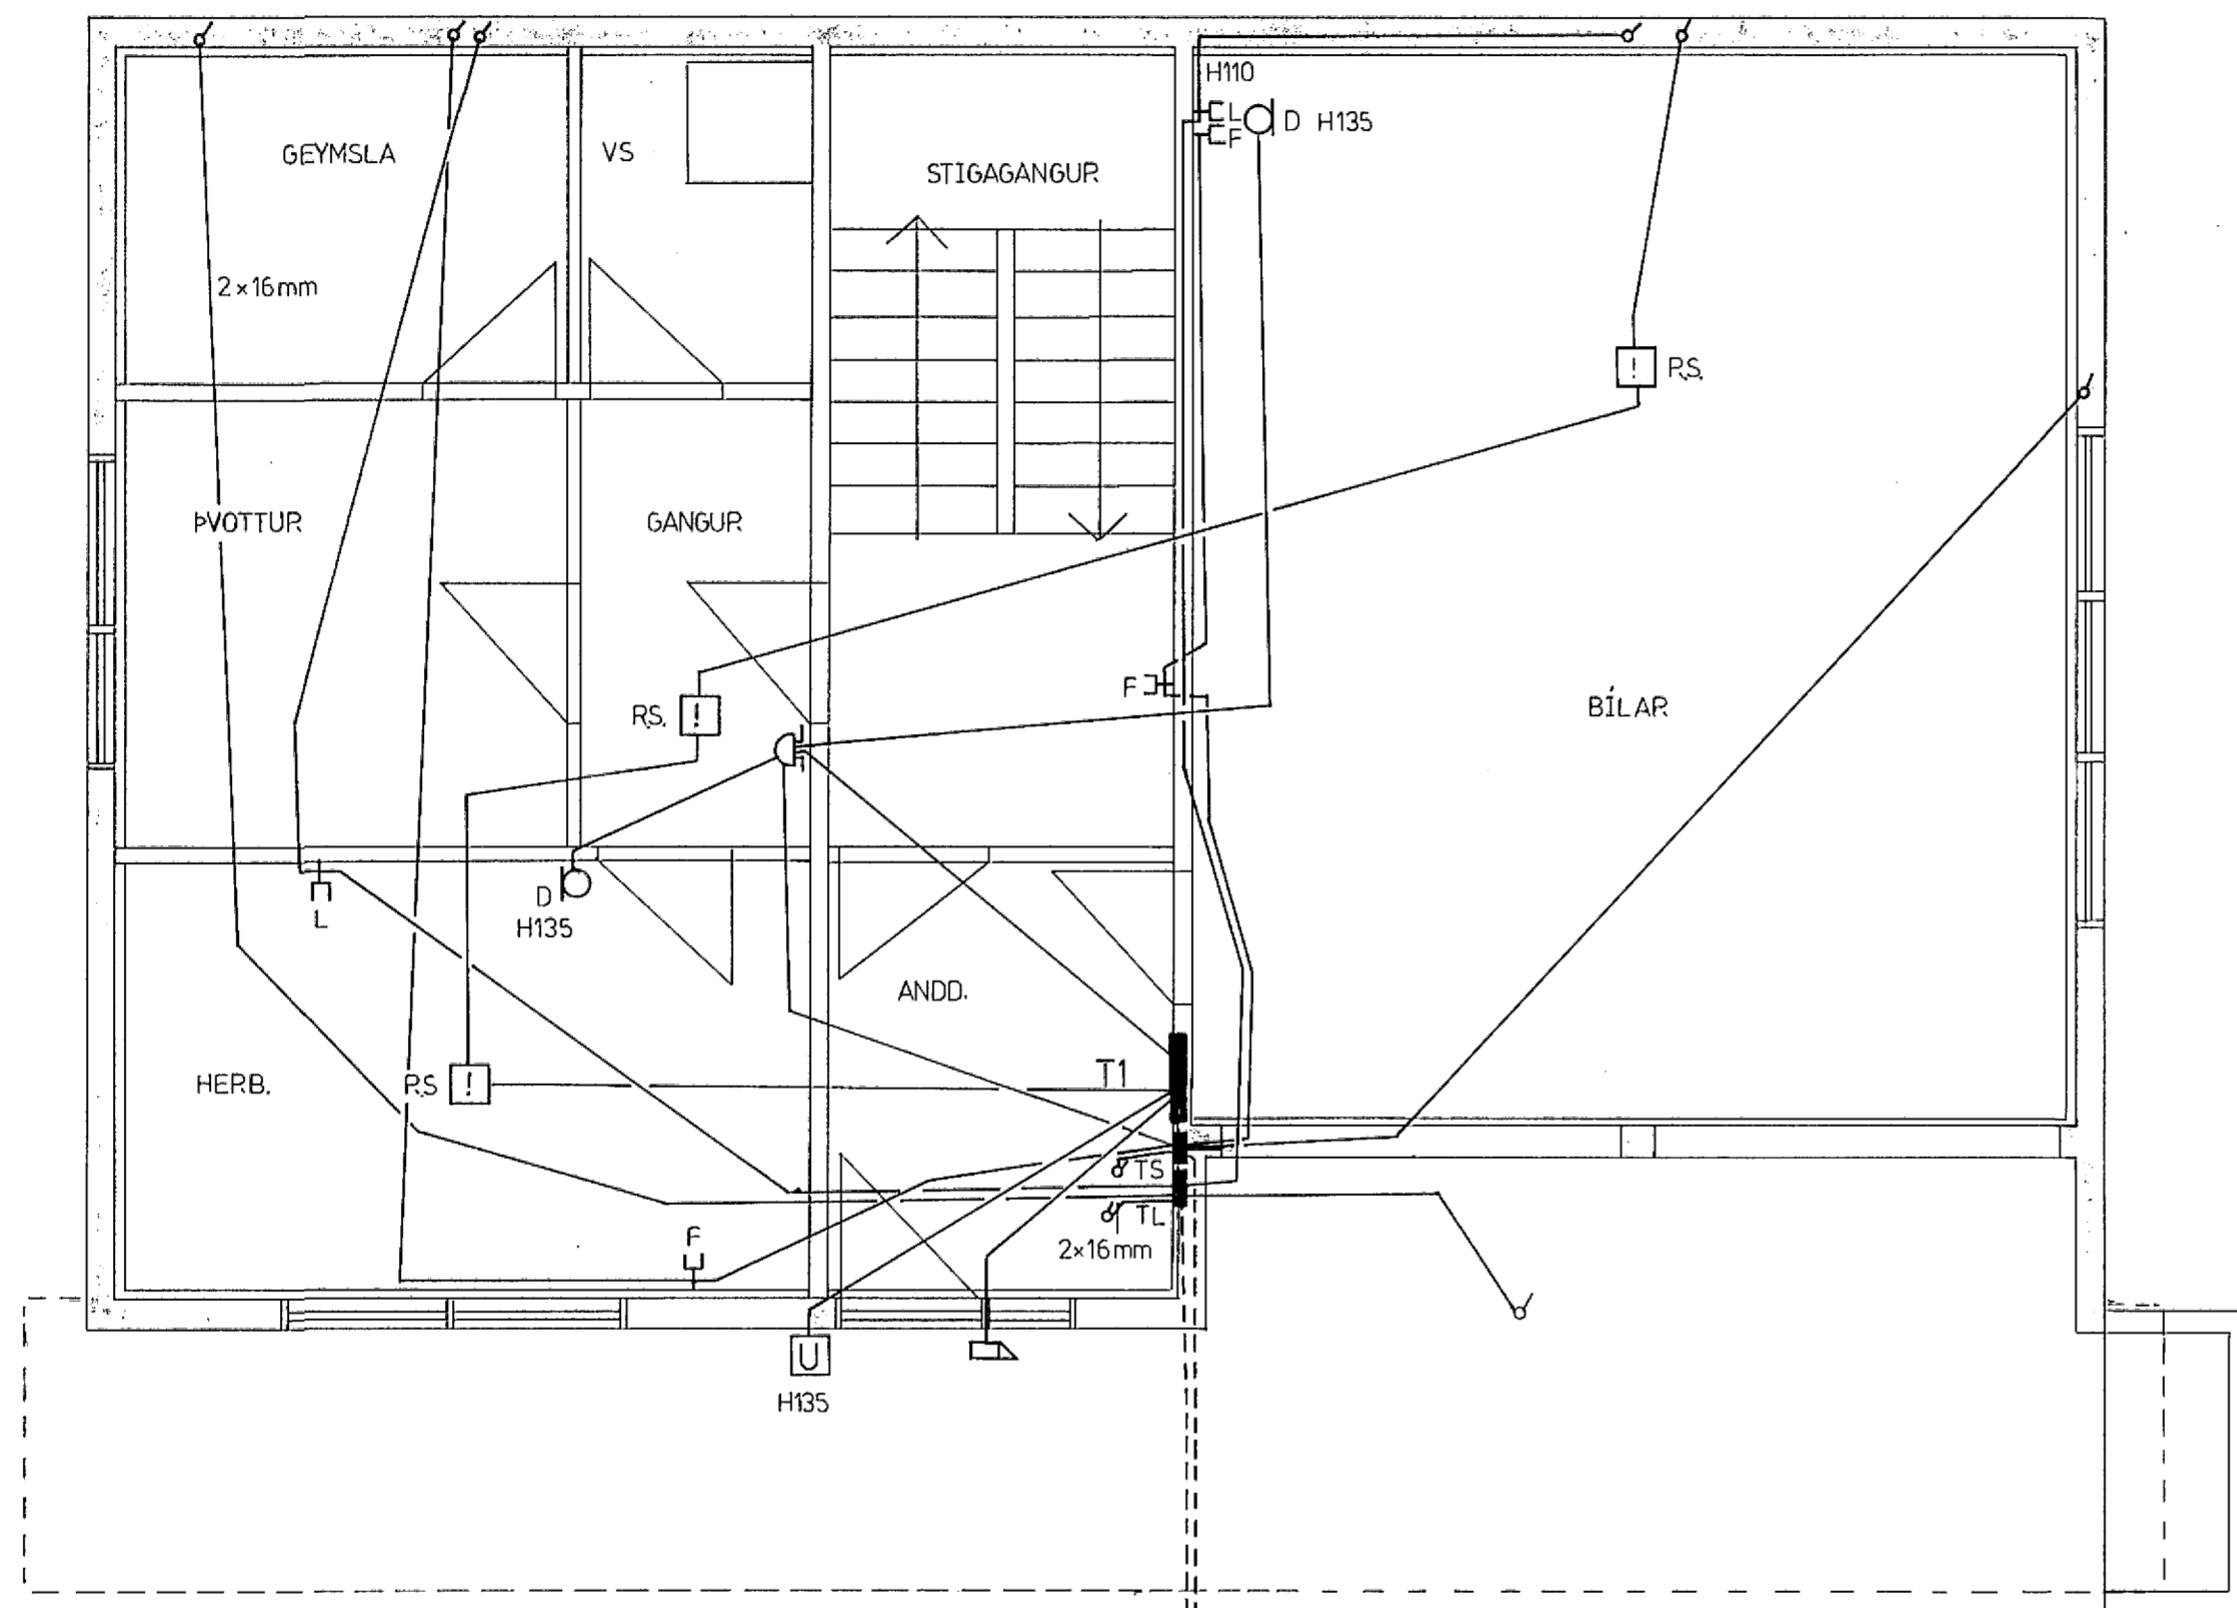 H110
L
D H135
F
GEYMSLA
VS
STIGAGANGUR
2×16mm
! R.S.
ÞVOTTUR
GANGUR
F
BÍLAR
R.S. !
D
L
H135
ANDD.
T1
HERB.
R.S !
TS
TL
F
2×16mm
U
H135